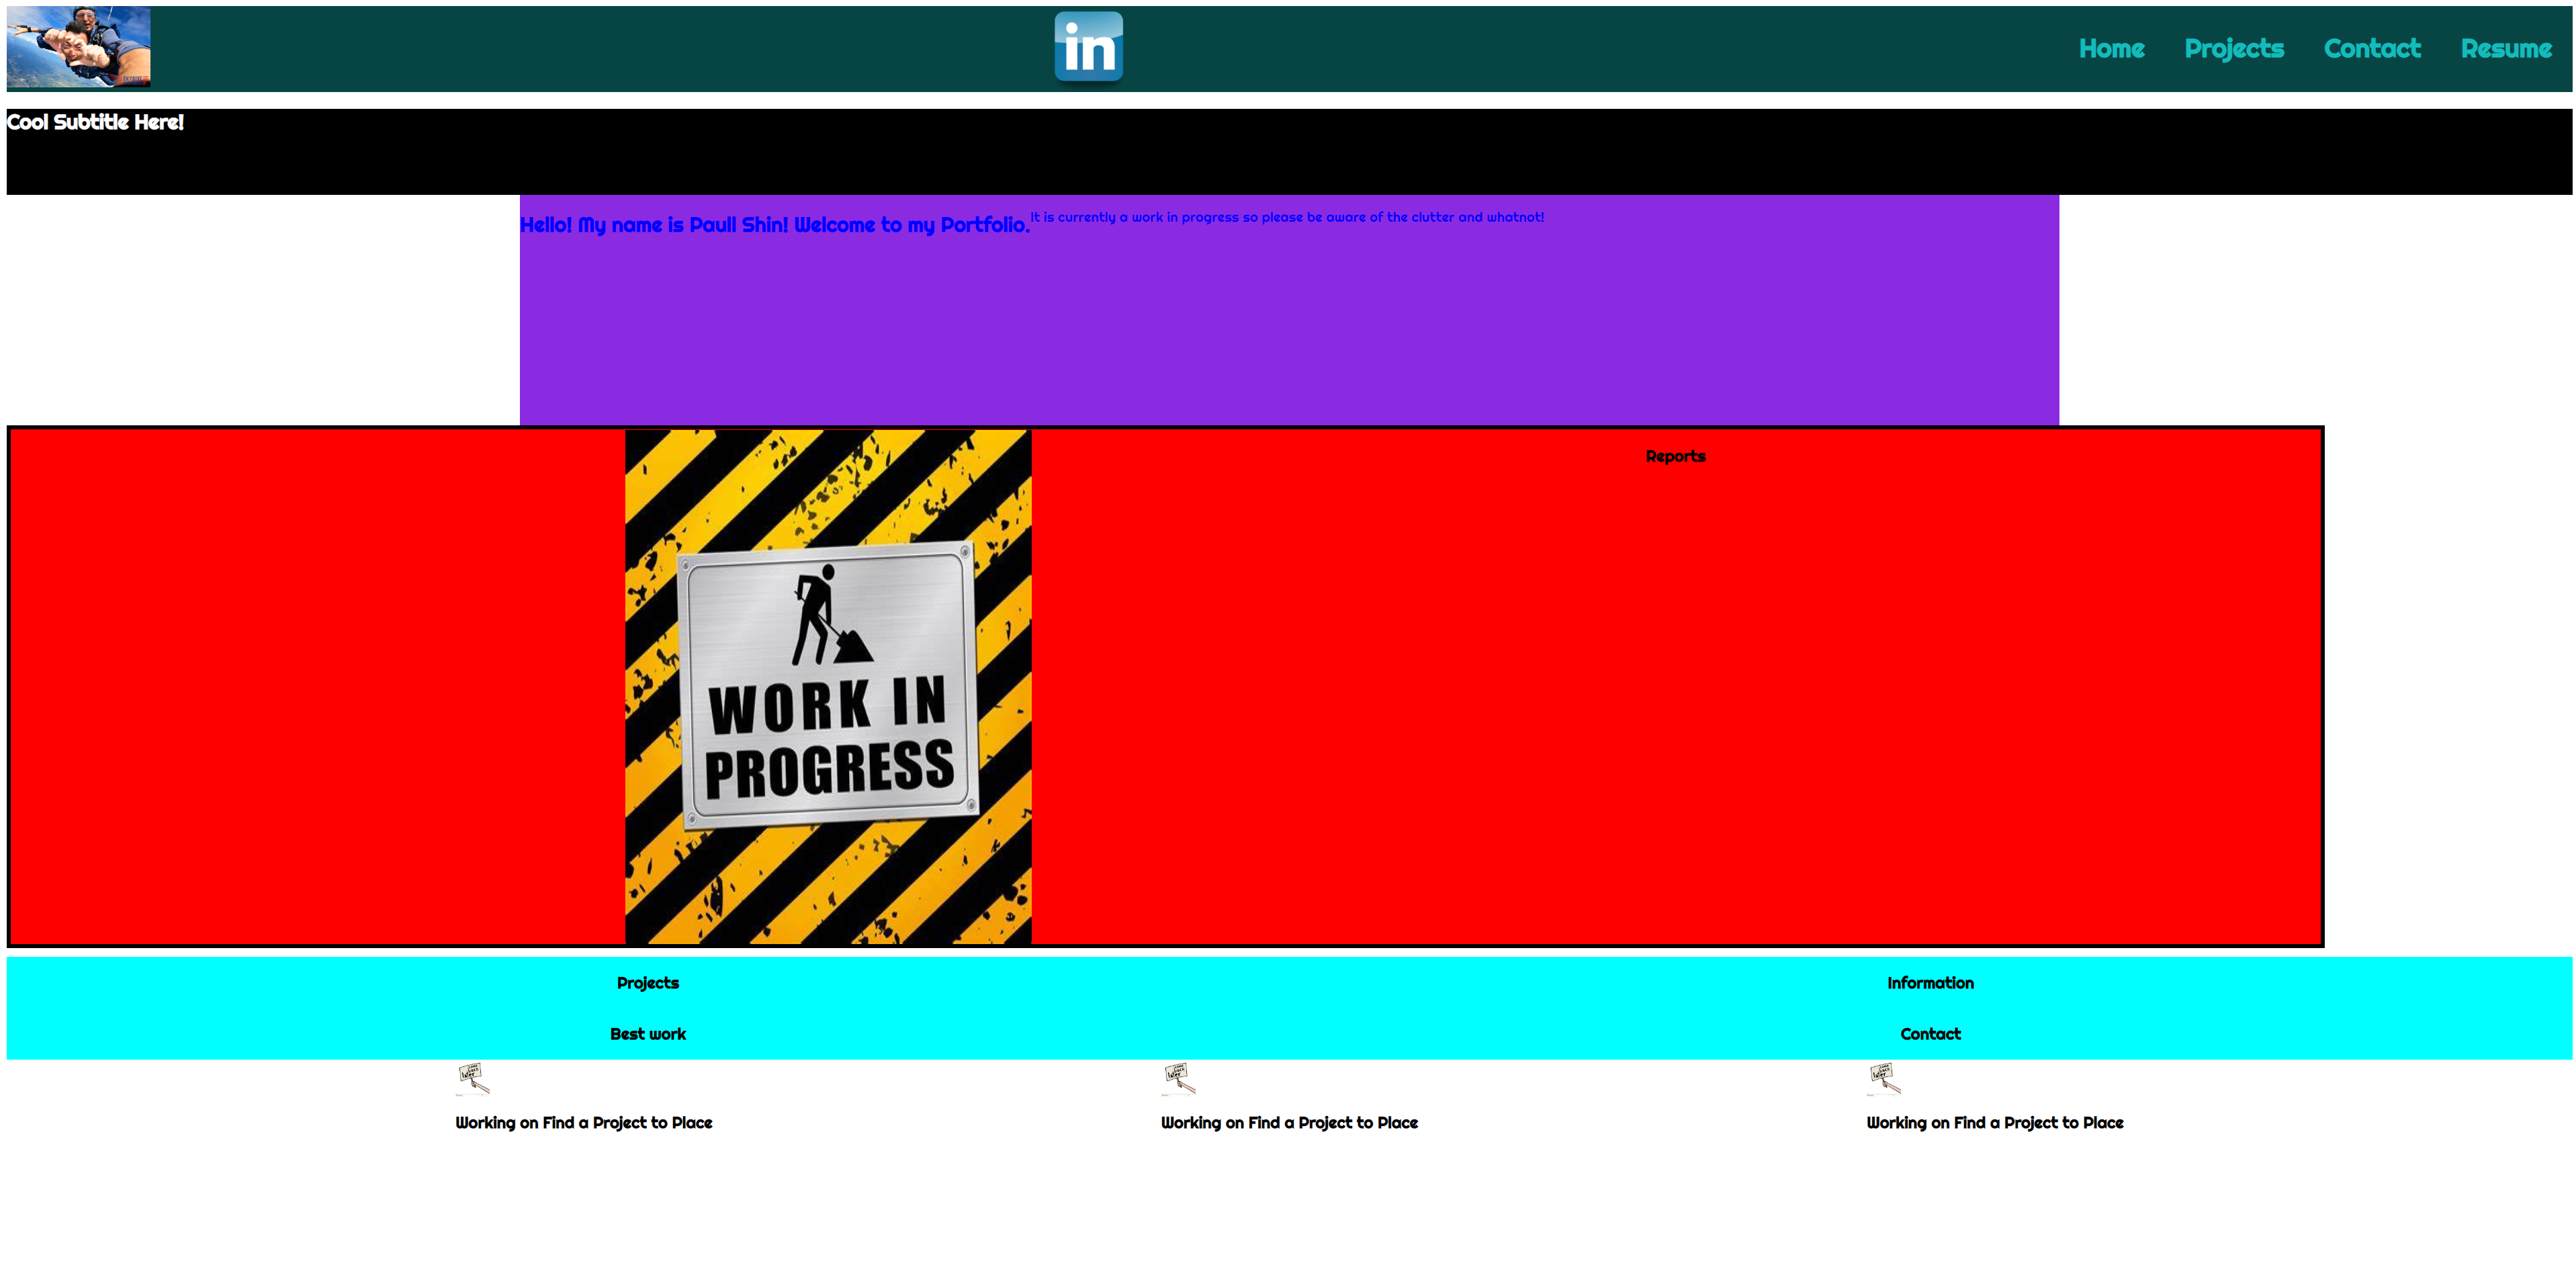 in
Home Projects Contact Resume
Cool Subtitle Here!
Hello! My name is Paull Shin! Welcome to my Portfolio. It is currently a work in progress so please be aware of the clutter and whatnot!
Reports
WORK IN
PROGRESS
Projects Information
Best work Contact
later later later
Working on Find a Project to Place Working on Find a Project to Place Working on Find a Project to Place